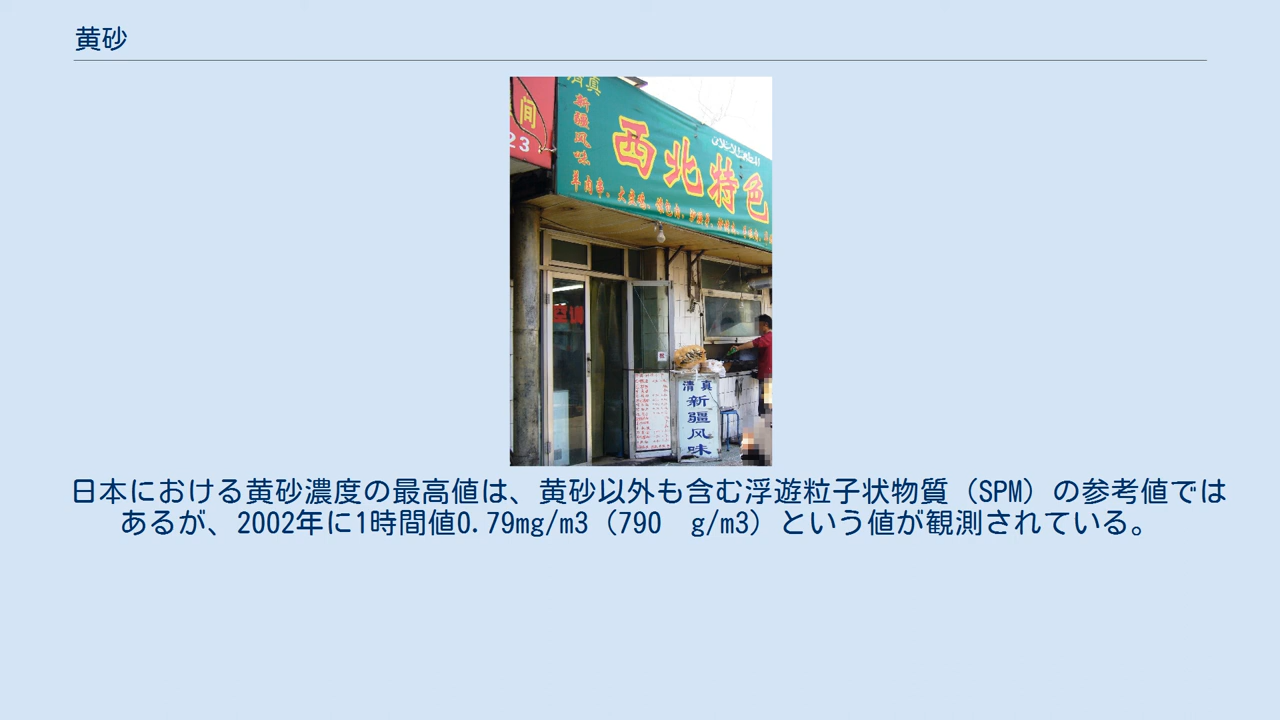 黄砂
清真
新疆风味
间
23
西北特色
空调
清真
新疆风味
日本における黄砂濃度の最高値は、黄砂以外も含む浮遊粒子状物質（SPM）の参考値では
あるが、2002年に1時間値0.79mg/m3（790　g/m3）という値が観測されている。